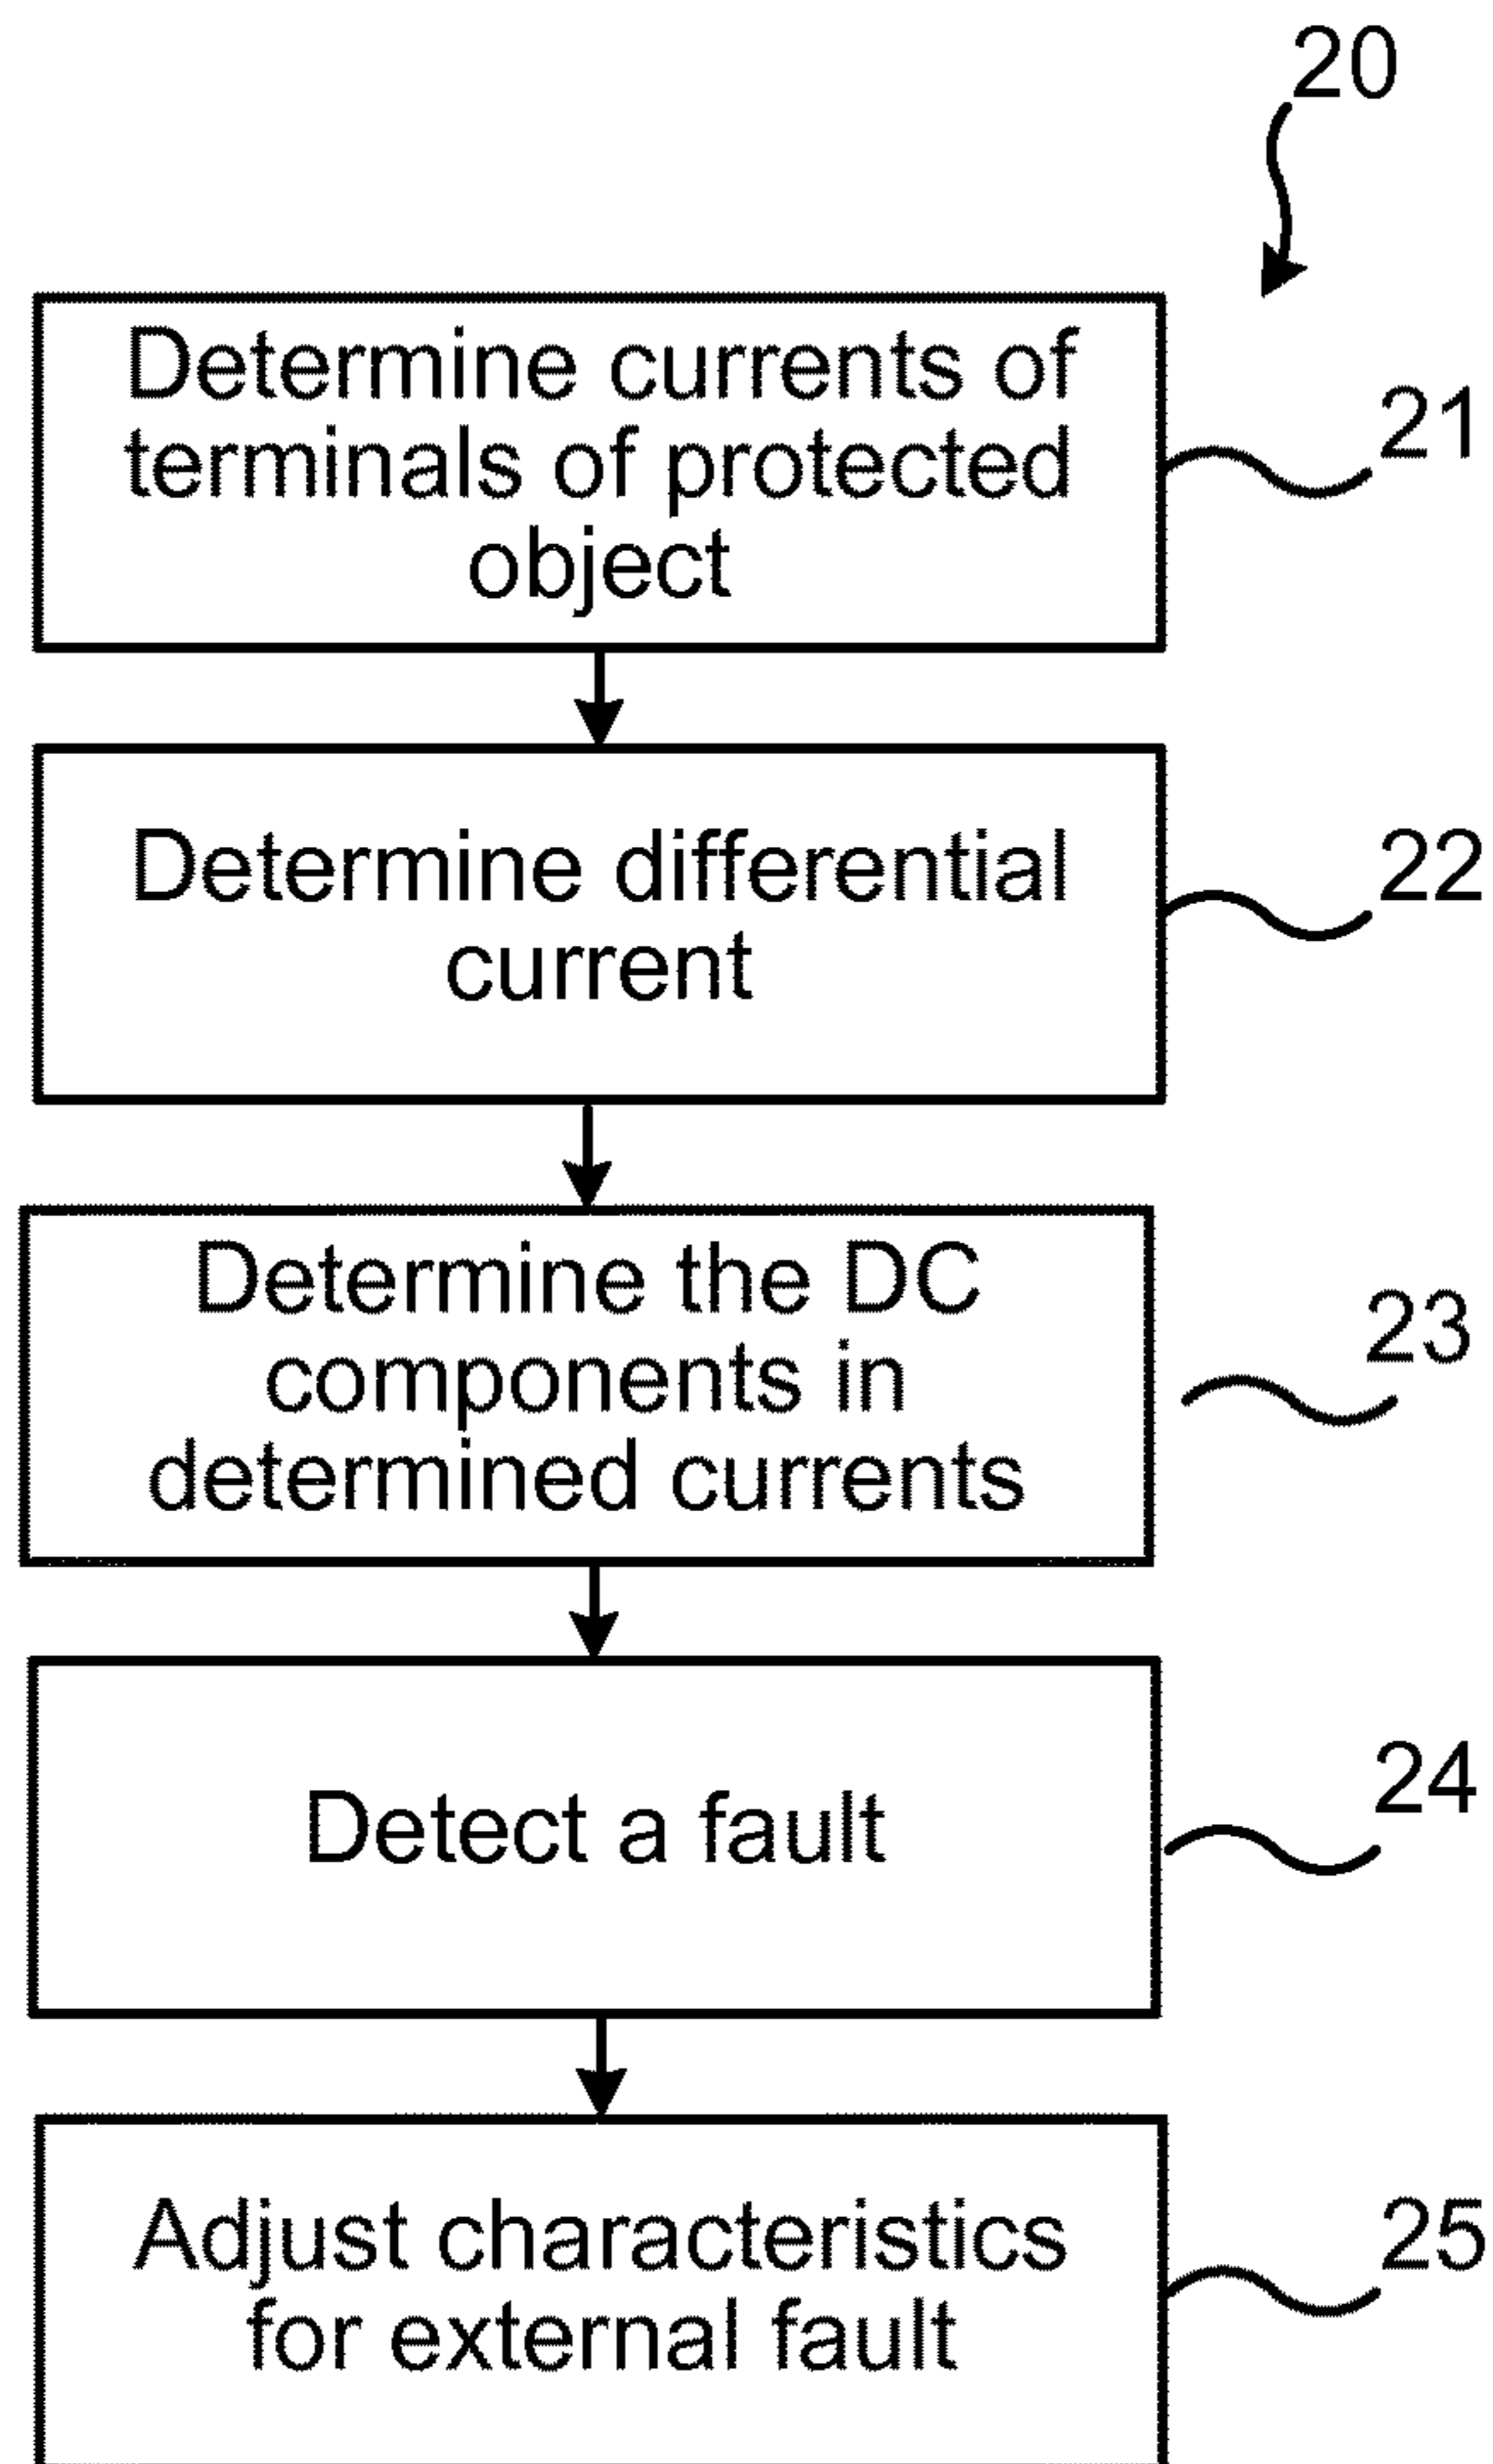 20
Determine currents of
terminals of protected
object
21
Determine differential
current
22
Determine the DC
components in
determined currents
23
Detect a fault
24
Adjust characteristics
for external fault
25